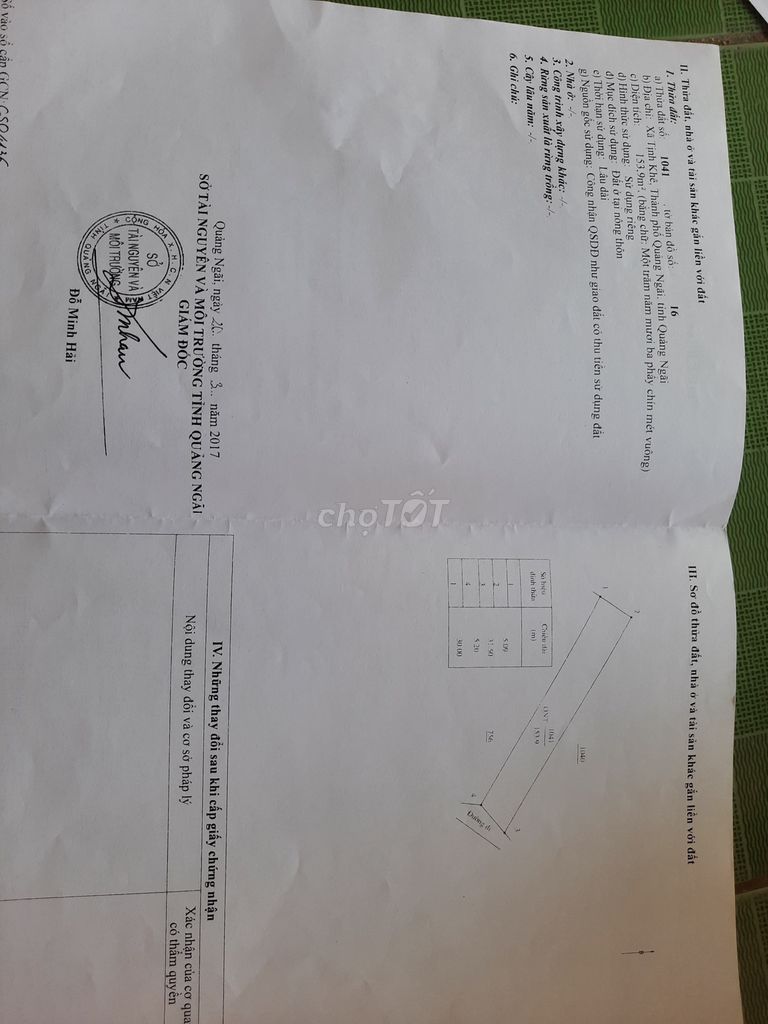 II. Thửa đất, nhà ở và tài sản khác gắn liền với đất
1. Thửa đất:
a) Thửa đất số: 1041 , tờ bản đồ số: 16
b) Địa chỉ: Xã Tịnh Khê, Thành phố Quảng Ngãi, tỉnh Quảng Ngãi
c) Diện tích: 153.9m², (bằng chữ: Một trăm năm mươi ba phẩy chín mét vuông)
d) Hình thức sử dụng: Sử dụng riêng
đ) Mục đích sử dụng: Đất ở tại nông thôn
e) Thời hạn sử dụng: Lâu dài
g) Nguồn gốc sử dụng: Công nhận QSDĐ như giao đất có thu tiền sử dụng đất
2. Nhà ở: -/-
3. Công trình xây dựng khác: -/-
4. Rừng sản xuất là rừng trồng: -/-
5. Cây lâu năm: -/-
6. Ghi chú:
Quảng Ngãi, ngày 20 tháng 3 năm 2017
SỞ TÀI NGUYÊN VÀ MÔI TRƯỜNG TỈNH QUẢNG NGÃI
GIÁM ĐỐC
CỘNG HÒA X.H.C.N VIỆT NAM
SỞ
TÀI NGUYÊN VÀ
MÔI TRƯỜNG
TỈNH QUẢNG NGÃI
Đỗ Minh Hải
Số vào sổ cấp GCN:
III. Sơ đồ thửa đất, nhà ở và tài sản khác gắn liền với đất
1
2
1040
ONT 1041
153.9
756
4
3
Đường đi
Số hiệu đỉnh thửa
Chiều dài (m)
1
5.09
2
31.50
3
5.20
4
30.00
1
IV. Những thay đổi sau khi cấp giấy chứng nhận
Nội dung thay đổi và cơ sở pháp lý
Xác nhận của cơ qua
có thẩm quyền
chợTỐT